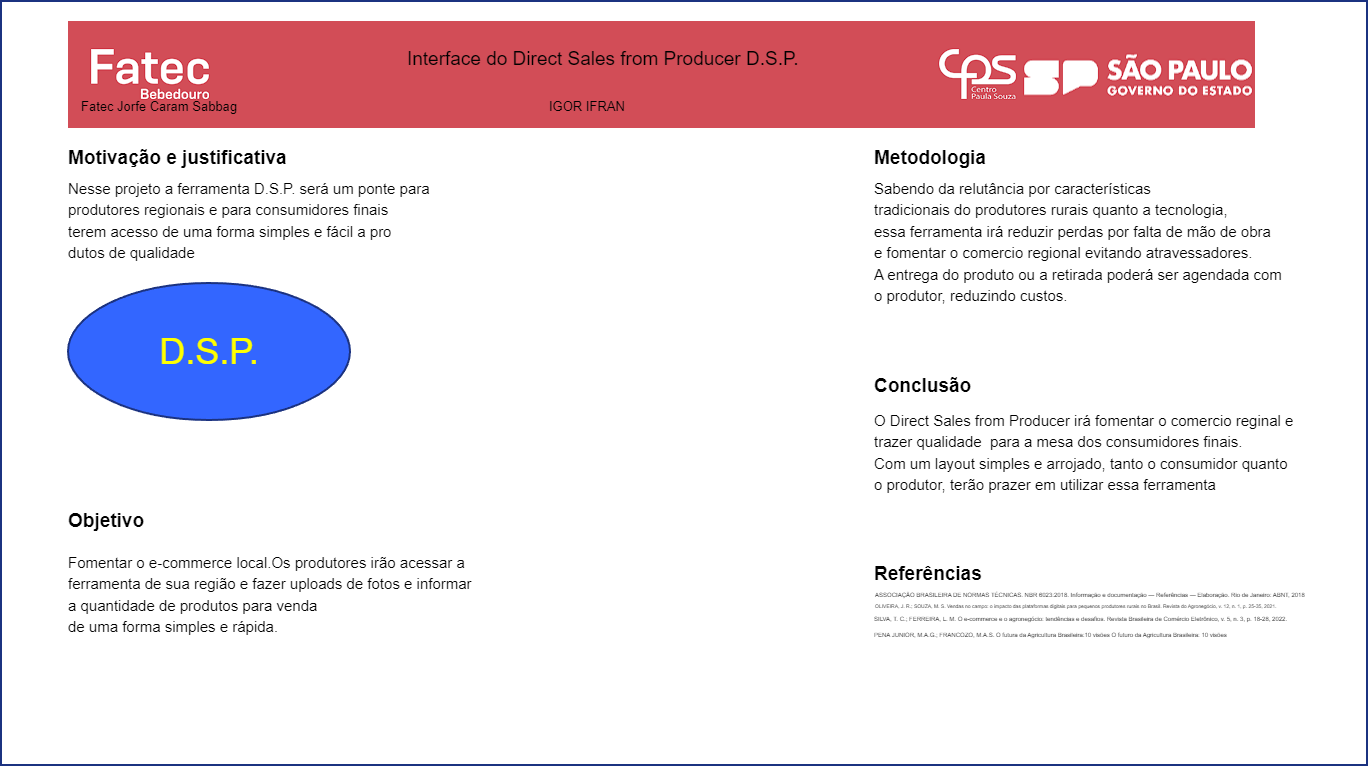 Fatec
Bebedouro
Fatec Jorfe Caram Sabbag
Interface do Direct Sales from Producer D.S.P.
IGOR IFRAN
CPS
Centro
Paula Souza
SP
SÃO PAULO
GOVERNO DO ESTADO
Motivação e justificativa
Nesse projeto a ferramenta D.S.P. será um ponte para
produtores regionais e para consumidores finais
terem acesso de uma forma simples e fácil a pro
dutos de qualidade
D.S.P.
Objetivo
Fomentar o e-commerce local.Os produtores irão acessar a
ferramenta de sua região e fazer uploads de fotos e informar
a quantidade de produtos para venda
de uma forma simples e rápida.
Metodologia
Sabendo da relutância por características
tradicionais do produtores rurais quanto a tecnologia,
essa ferramenta irá reduzir perdas por falta de mão de obra
e fomentar o comercio regional evitando atravessadores.
A entrega do produto ou a retirada poderá ser agendada com
o produtor, reduzindo custos.
Conclusão
O Direct Sales from Producer irá fomentar o comercio reginal e
trazer qualidade  para a mesa dos consumidores finais.
Com um layout simples e arrojado, tanto o consumidor quanto
o produtor, terão prazer em utilizar essa ferramenta
Referências
ASSOCIAÇÃO BRASILEIRA DE NORMAS TÉCNICAS. NBR 6023:2018. Informação e documentação — Referências — Elaboração. Rio de Janeiro: ABNT, 2018
OLIVEIRA, J. R.; SOUZA, M. S. Vendas no campo: o impacto das plataformas digitais para pequenos produtores rurais no Brasil. Revista do Agronegócio, v. 12, n. 1, p. 25-35, 2021.
SILVA, T. C.; FERREIRA, L. M. O e-commerce e o agronegócio: tendências e desafios. Revista Brasileira de Comércio Eletrônico, v. 5, n. 3, p. 18-28, 2022.
PENA JUNIOR, M.A.G.; FRANCOZO, M.A.S. O futura da Agricultura Brasileira:10 visões O futuro da Agricultura Brasileira: 10 visões